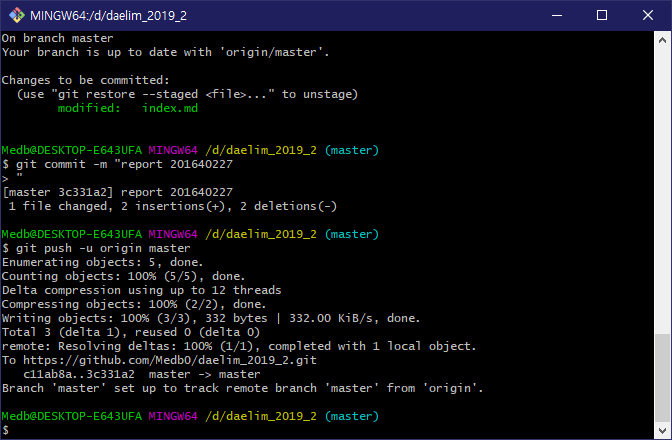 MINGW64:/d/daelim_2019_2
On branch master
Your branch is up to date with 'origin/master'.
Changes to be committed:
  (use "git restore --staged <file>..." to unstage)
        modified:   index.md
Medb@DESKTOP-E643UFA MINGW64 /d/daelim_2019_2 (master)
$ git commit -m "report 201640227
> "
[master 3c331a2] report 201640227
 1 file changed, 2 insertions(+), 2 deletions(-)
Medb@DESKTOP-E643UFA MINGW64 /d/daelim_2019_2 (master)
$ git push -u origin master
Enumerating objects: 5, done.
Counting objects: 100% (5/5), done.
Delta compression using up to 12 threads
Compressing objects: 100% (2/2), done.
Writing objects: 100% (3/3), 332 bytes | 332.00 KiB/s, done.
Total 3 (delta 1), reused 0 (delta 0)
remote: Resolving deltas: 100% (1/1), completed with 1 local object.
To https://github.com/Medb0/daelim_2019_2.git
   c11ab8a..3c331a2  master -> master
Branch 'master' set up to track remote branch 'master' from 'origin'.
Medb@DESKTOP-E643UFA MINGW64 /d/daelim_2019_2 (master)
$